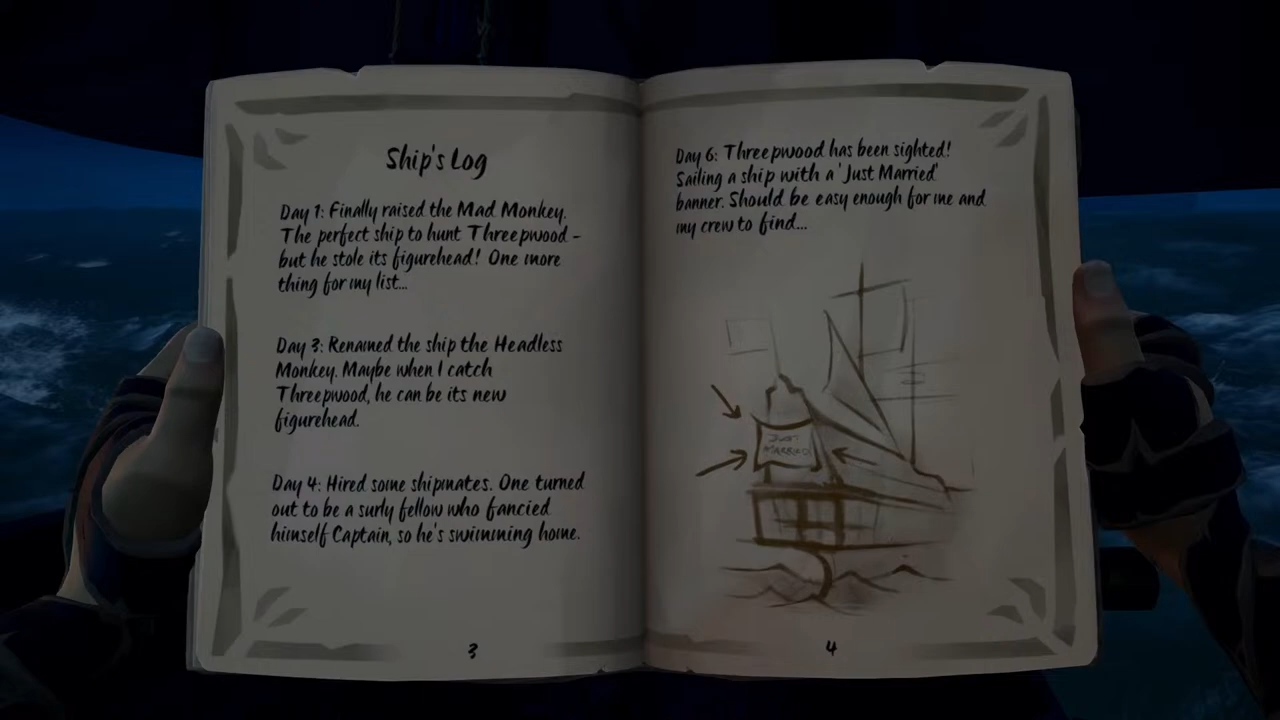 Ship's Log
Day 1: Finally raised the Mad Monkey.
The perfect ship to hunt Threepwood -
but he stole its figurehead! One more
thing for my list...
Day 3: Renamed the ship the Headless
Monkey. Maybe when I catch
Threepwood, he can be its new
figurehead.
Day 4: Hired some shipmates. One turned
out to be a surly fellow who fancied
himself Captain, so he's swimming home.
3
Day 6: Threepwood has been sighted!
Sailing a ship with a 'Just Married'
banner. Should be easy enough for me and
my crew to find...
JUST
MARRIED
4